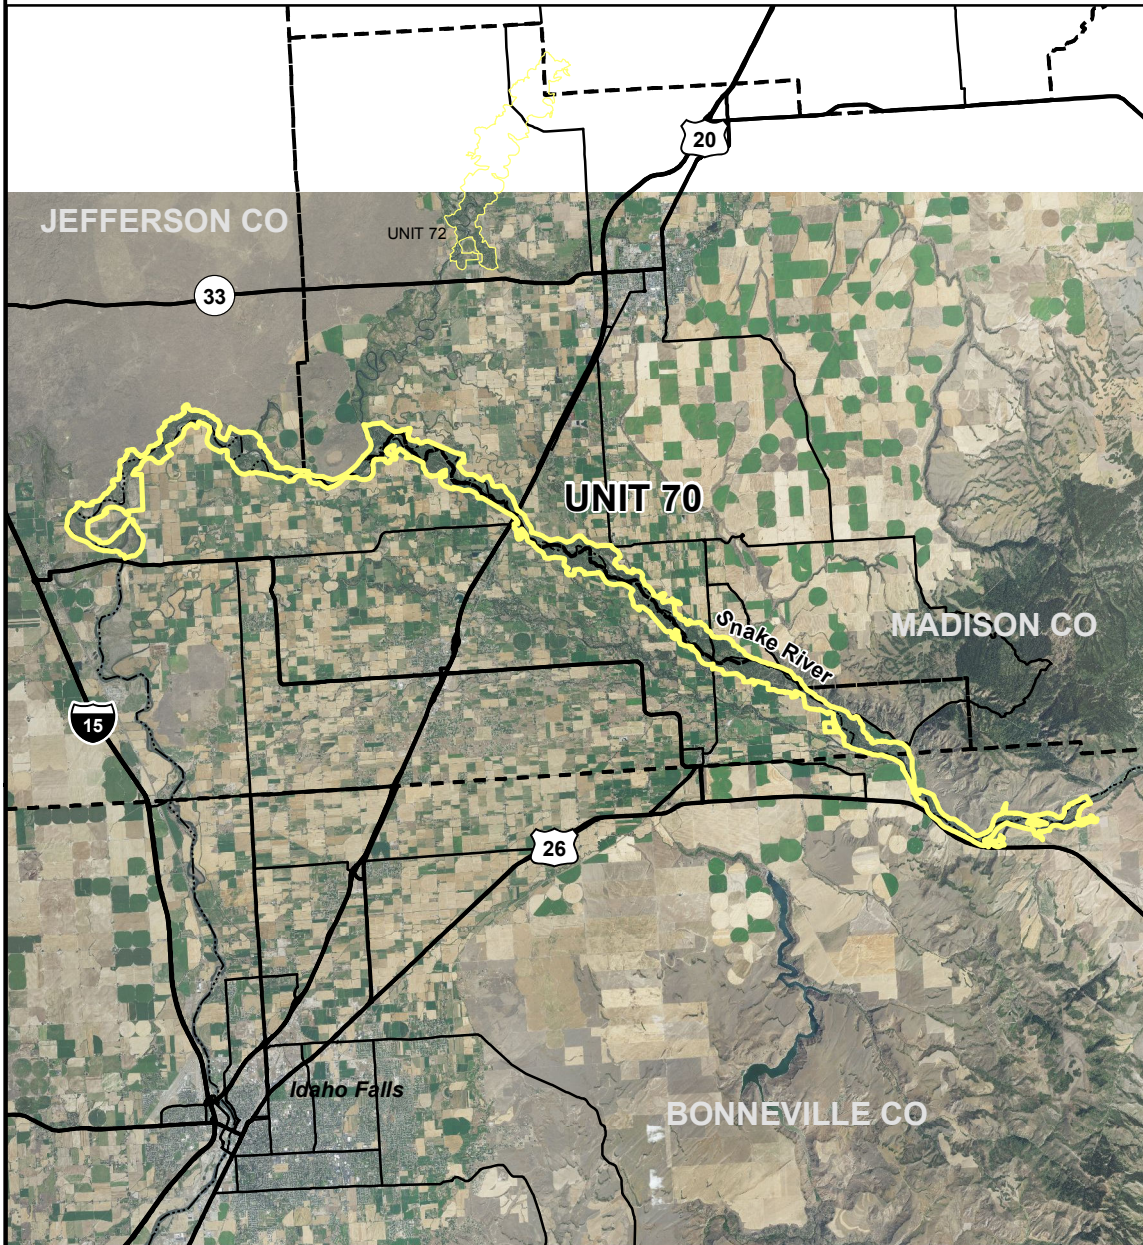 20
JEFFERSON CO
UNIT 72
33
UNIT 70
Snake River
MADISON CO
15
26
Idaho Falls
BONNEVILLE CO